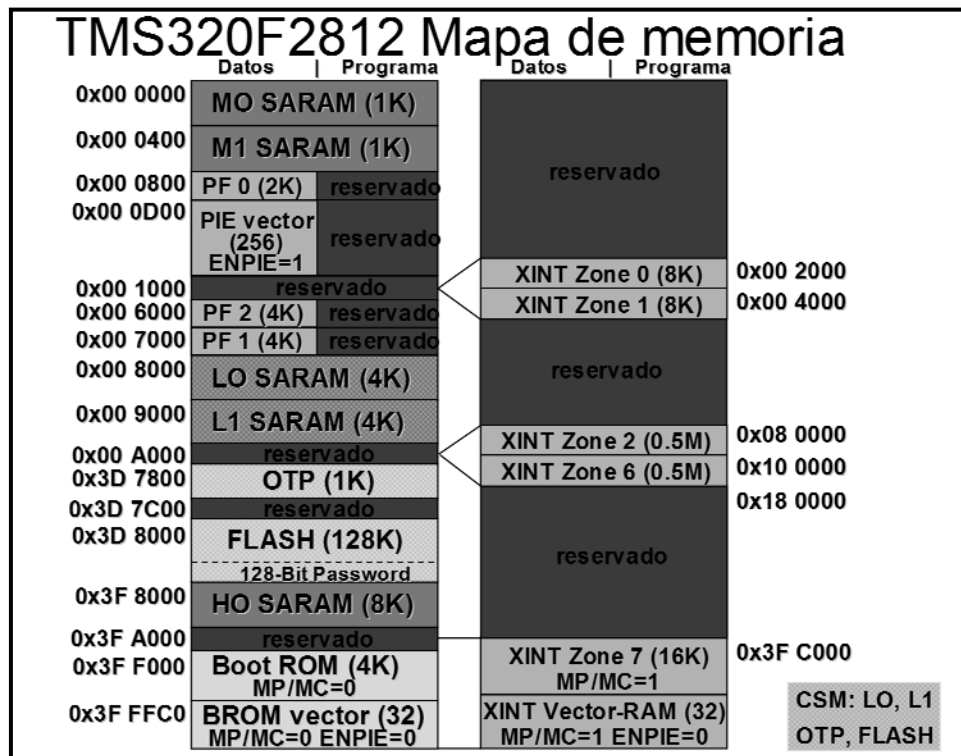 TMS320F2812 Mapa de memoria
Datos | Programa
Datos | Programa
0x00 0000
MO SARAM (1K)
0x00 0400
M1 SARAM (1K)
0x00 0800
PF 0 (2K)
reservado
0x00 0D00
PIE vector
(256)
ENPIE=1
reservado
0x00 1000
reservado
0x00 6000
PF 2 (4K)
reservado
0x00 7000
PF 1 (4K)
reservado
0x00 8000
LO SARAM (4K)
0x00 9000
L1 SARAM (4K)
0x00 A000
reservado
0x3D 7800
OTP (1K)
0x3D 7C00
reservado
0x3D 8000
FLASH (128K)
128-Bit Password
0x3F 8000
HO SARAM (8K)
0x3F A000
reservado
0x3F F000
Boot ROM (4K)
MP/MC=0
0x3F FFC0
BROM vector (32)
MP/MC=0 ENPIE=0
reservado
XINT Zone 0 (8K)
0x00 2000
XINT Zone 1 (8K)
0x00 4000
reservado
XINT Zone 2 (0.5M)
0x08 0000
XINT Zone 6 (0.5M)
0x10 0000
0x18 0000
reservado
XINT Zone 7 (16K)
MP/MC=1
0x3F C000
XINT Vector-RAM (32)
MP/MC=1 ENPIE=0
CSM: LO, L1
OTP, FLASH